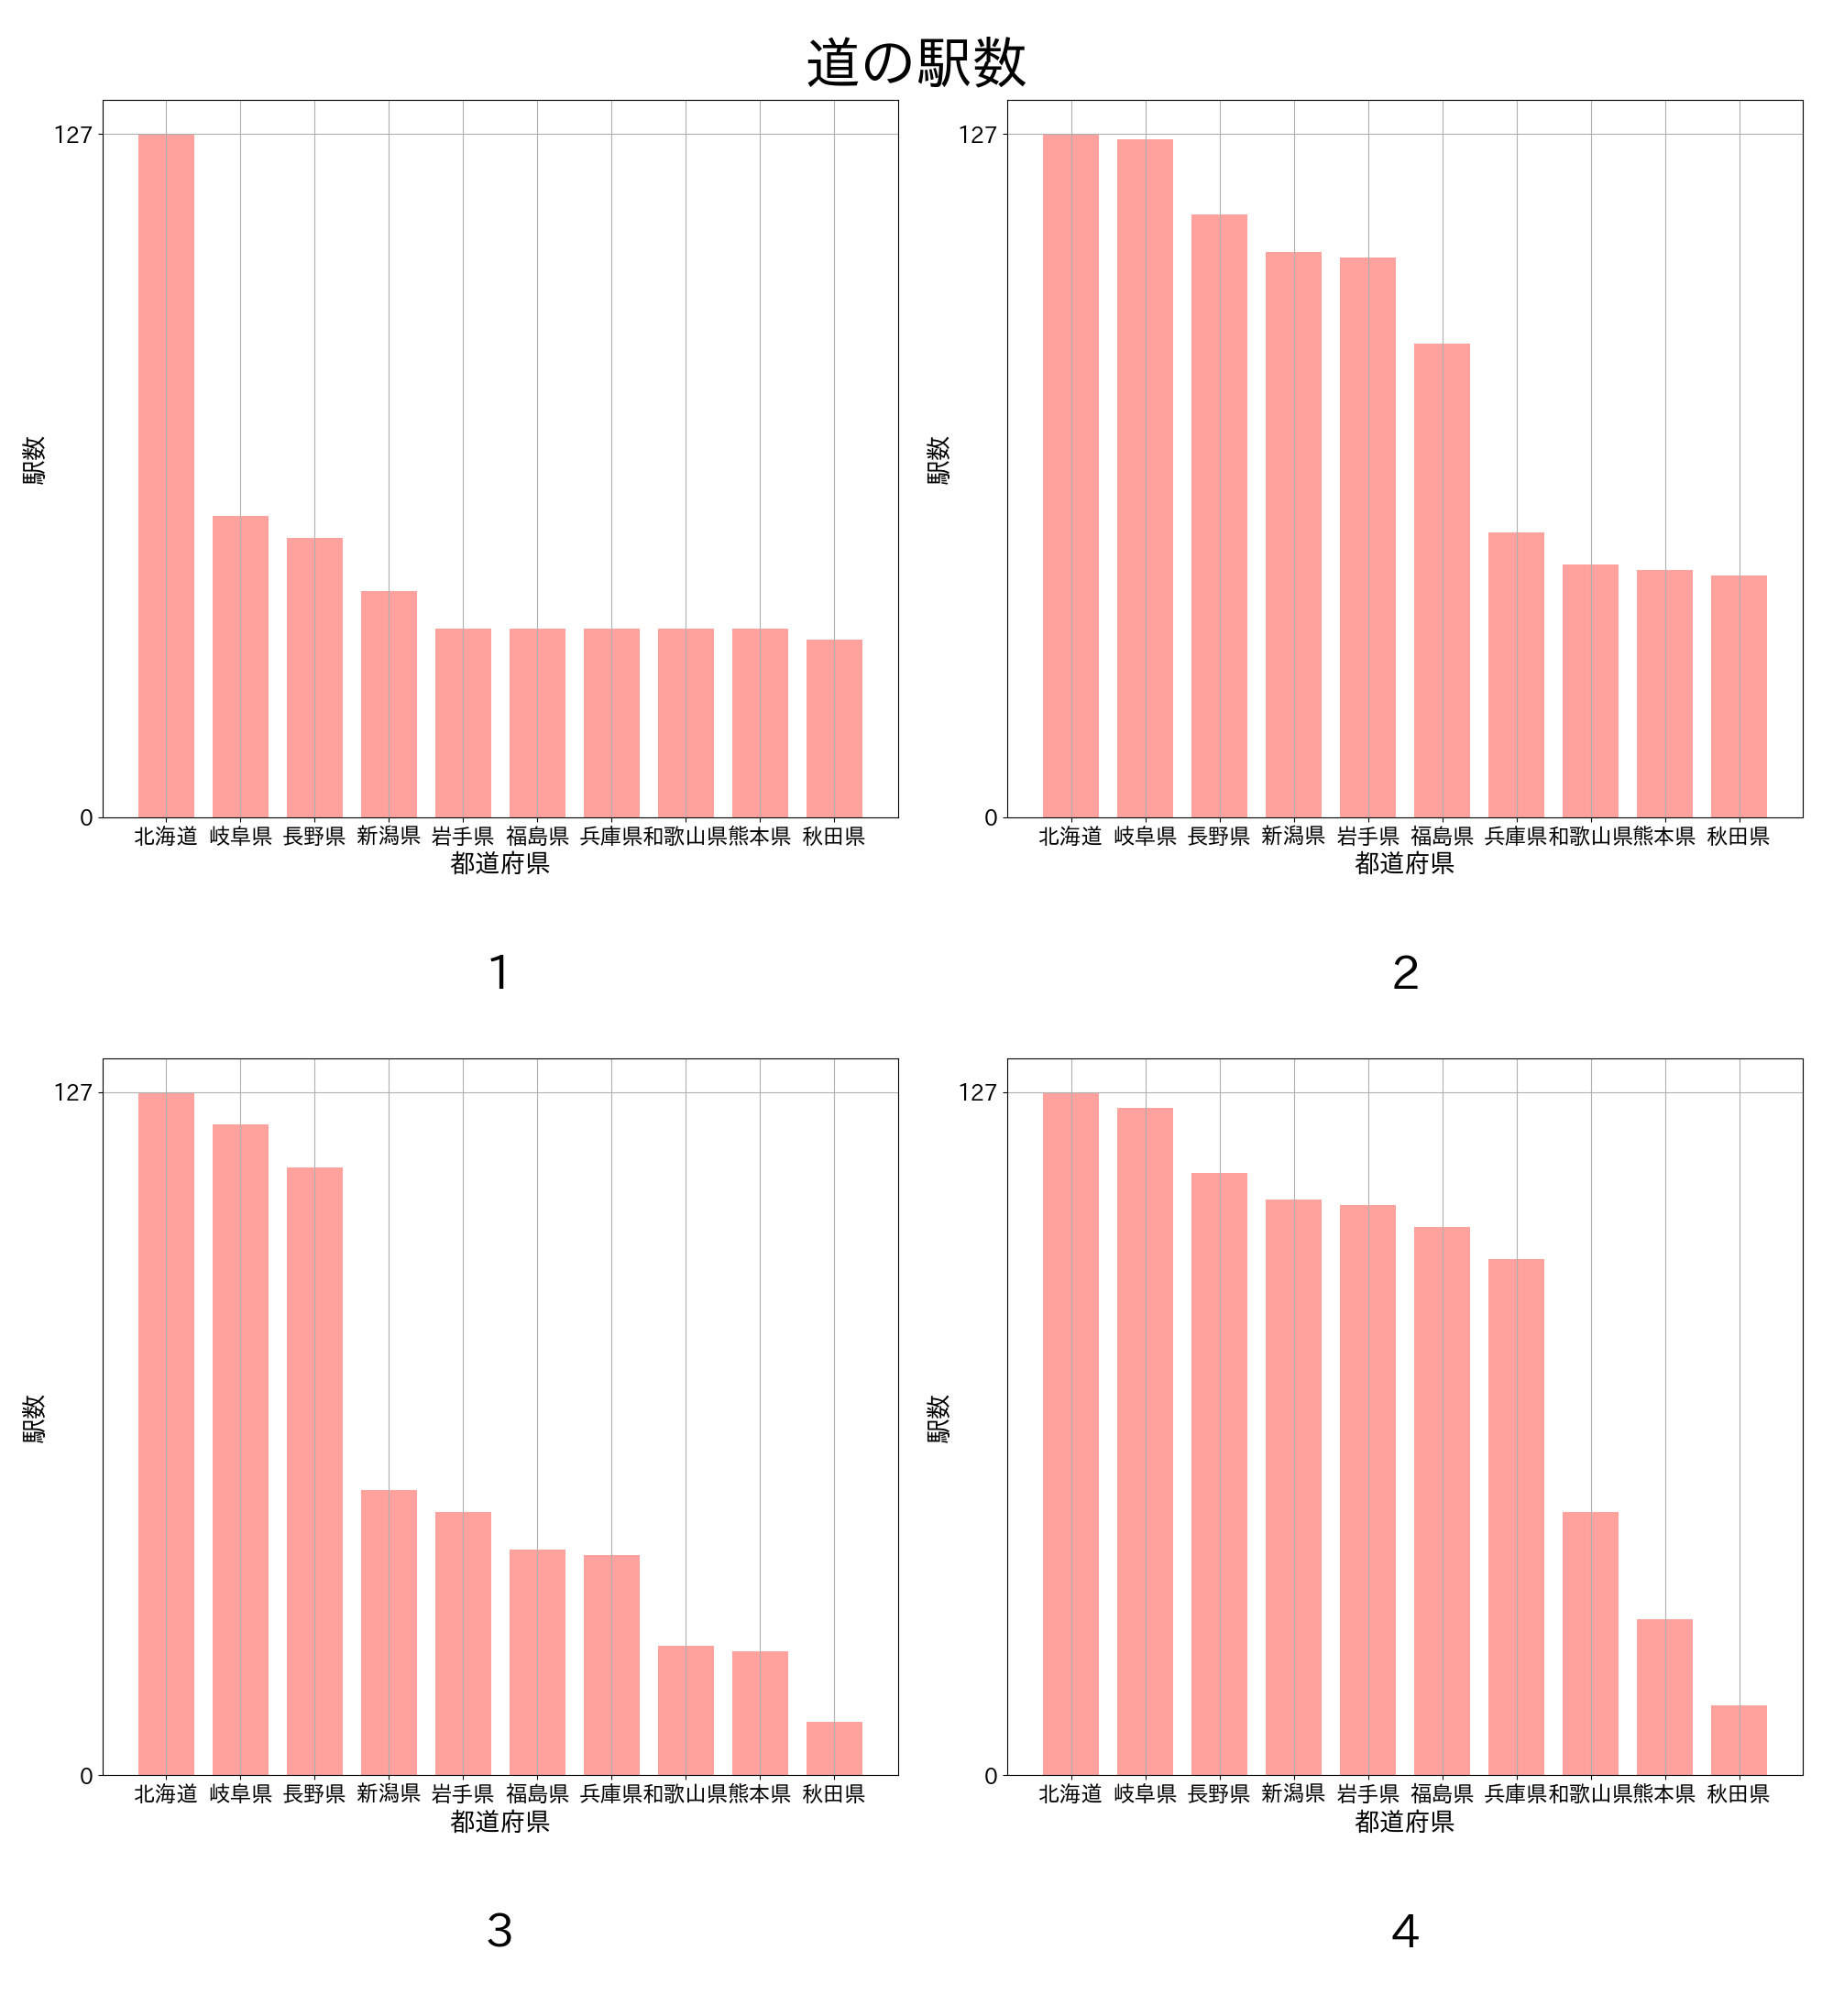 道の駅数
127
0
駅数
北海道 岐阜県 長野県 新潟県 岩手県 福島県 兵庫県 和歌山県 熊本県 秋田県
都道府県
1
127
0
駅数
北海道 岐阜県 長野県 新潟県 岩手県 福島県 兵庫県 和歌山県 熊本県 秋田県
都道府県
2
127
0
駅数
北海道 岐阜県 長野県 新潟県 岩手県 福島県 兵庫県 和歌山県 熊本県 秋田県
都道府県
3
127
0
駅数
北海道 岐阜県 長野県 新潟県 岩手県 福島県 兵庫県 和歌山県 熊本県 秋田県
都道府県
4